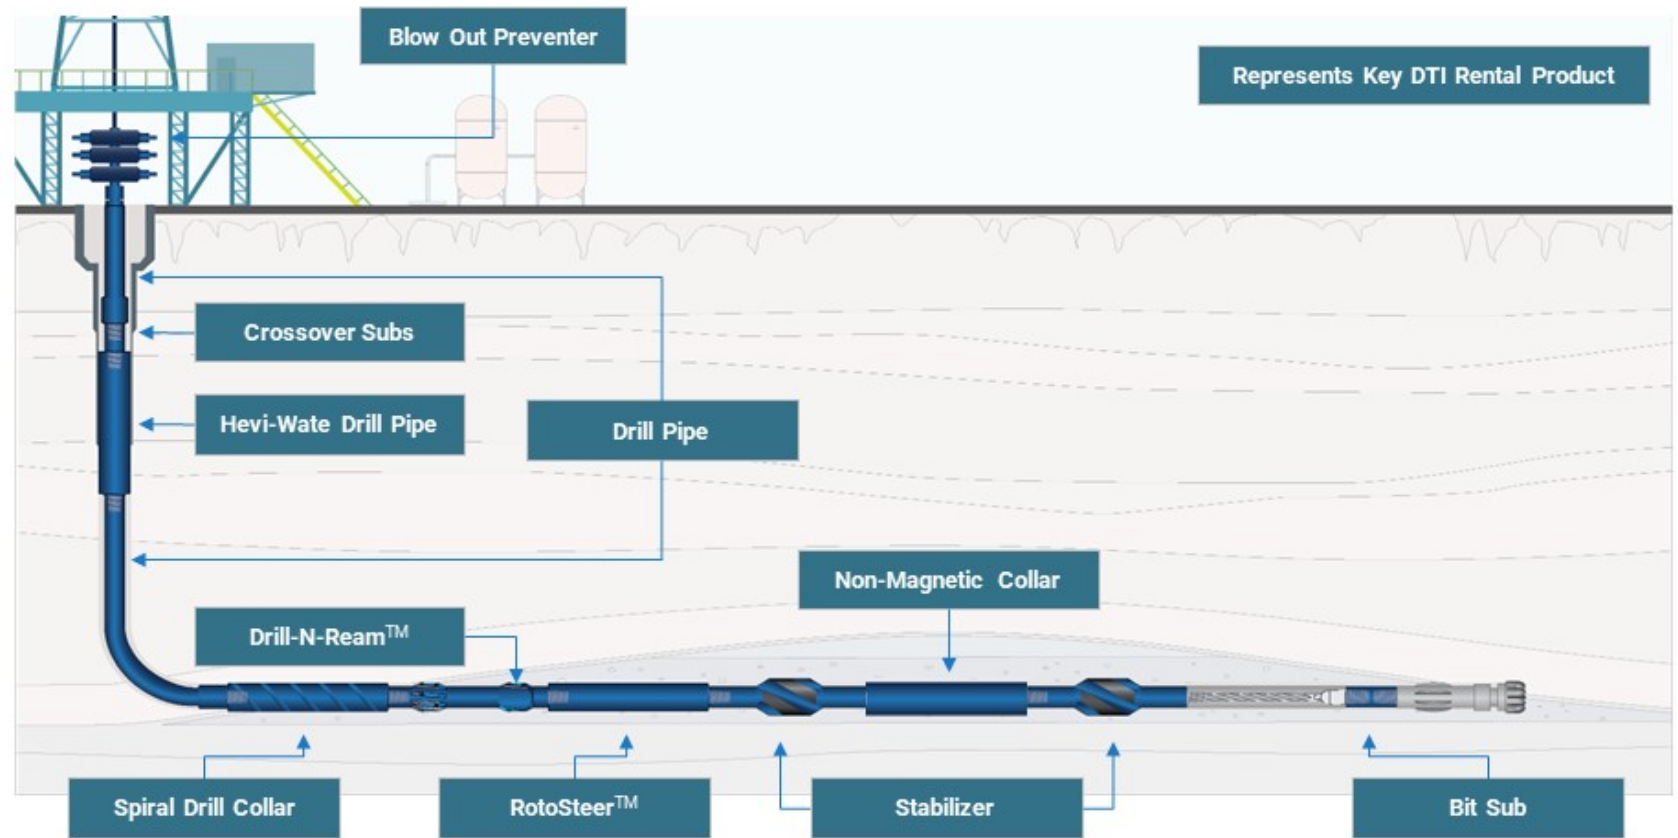 Blow Out Preventer
Represents Key DTI Rental Product
Crossover Subs
Hevi-Wate Drill Pipe
Drill Pipe
Non-Magnetic Collar
Drill-N-Ream™
Spiral Drill Collar
RotoSteer™
Stabilizer
Bit Sub